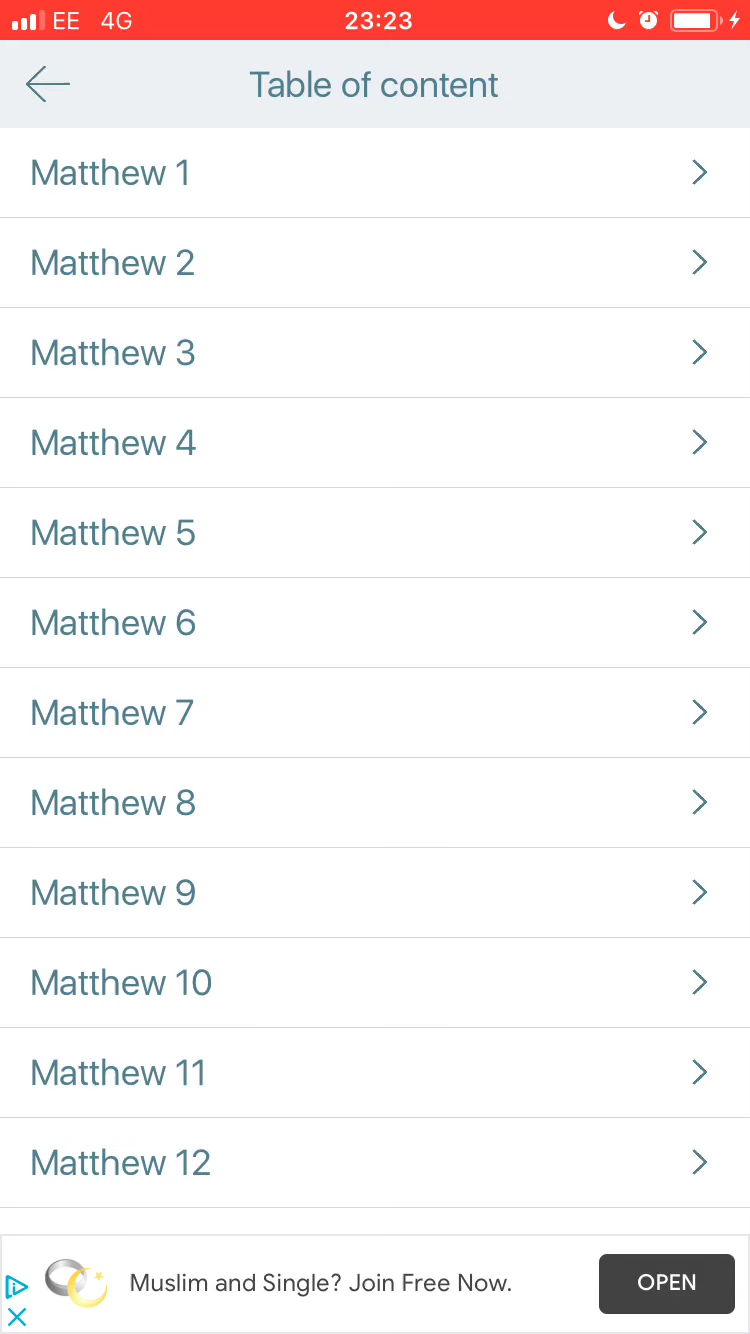 EE 4G 23:23
Table of content
Matthew 1
Matthew 2
Matthew 3
Matthew 4
Matthew 5
Matthew 6
Matthew 7
Matthew 8
Matthew 9
Matthew 10
Matthew 11
Matthew 12
Muslim and Single? Join Free Now.
OPEN